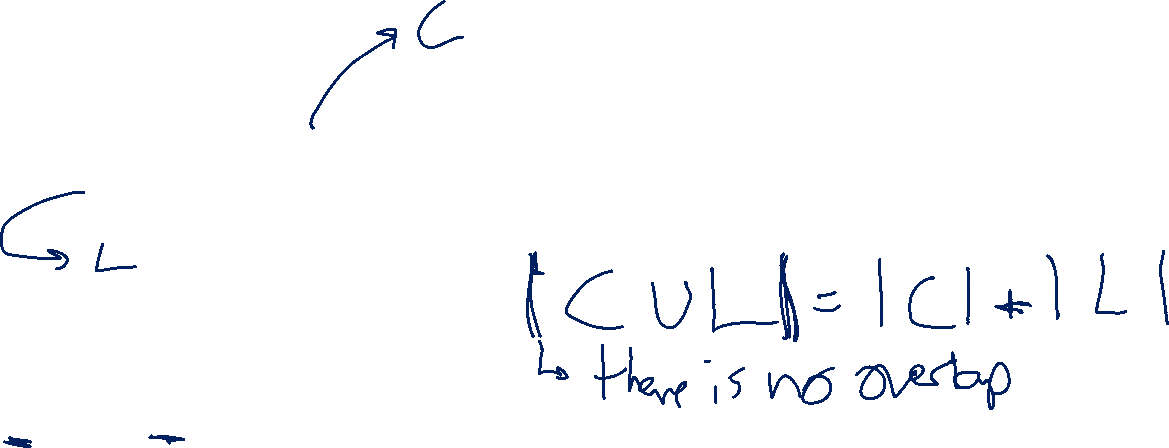 C
L
|C ∪ L| = |C| + |L|
↳ there is no overlap